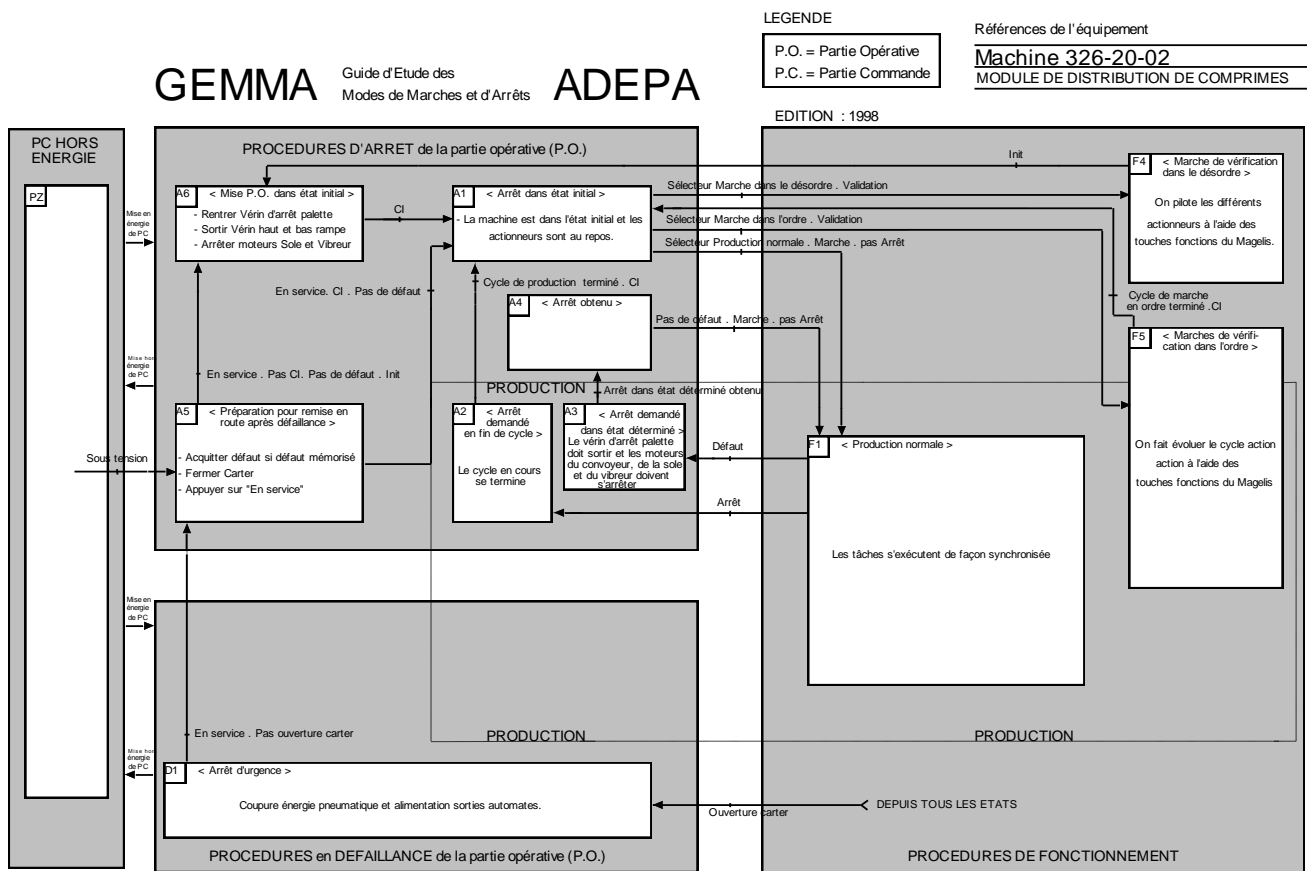 LEGENDE
P.O. = Partie Opérative
P.C. = Partie Commande
Références de l'équipement
Machine 326-20-02
MODULE DE DISTRIBUTION DE COMPRIMES
GEMMA
Guide d'Etude des
Modes de Marches et d'Arrêts
ADEPA
EDITION : 1998
PC HORS
ENERGIE
PZ
Mise en
énergie
de PC
Mise hors
énergie
de PC
Sous tension
Mise en
énergie
de PC
Mise hors
énergie
de PC
PROCEDURES D'ARRET de la partie opérative (P.O.)
A6
< Mise P.O. dans état initial >
- Rentrer Vérin d'arrêt palette
- Sortir Vérin haut et bas rampe
- Arrêter moteurs Sole et Vibreur
CI
A1
< Arrêt dans état initial >
- La machine est dans l'état initial et les
actionneurs sont au repos.
Init
Sélecteur Marche dans le désordre . Validation
Sélecteur Marche dans l'ordre . Validation
Sélecteur Production normale . Marche . pas Arrêt
F4
< Marche de vérification
dans le désordre >
On pilote les différents
actionneurs à l'aide des
touches fonctions du Magelis.
En service. CI . Pas de défaut
Cycle de production terminé . CI
A4
< Arrêt obtenu >
Pas de défaut . Marche . pas Arrêt
Cycle de marche
en ordre terminé .CI
F5
< Marches de vérifi-
cation dans l'ordre >
On fait évoluer le cycle action
action à l'aide des
touches fonctions du Magelis
En service . Pas CI. Pas de défaut . Init
PRODUCTION
Arrêt dans état déterminé obtenu
A5
< Préparation pour remise en
route après défaillance >
- Acquitter défaut si défaut mémorisé
- Fermer Carter
- Appuyer sur "En service"
A2
< Arrêt
demandé
en fin de cycle >
Le cycle en cours
se termine
A3
< Arrêt demandé
dans état déterminé >
Le vérin d'arrêt palette
doit sortir et les moteurs
du convoyeur, de la sole
et du vibreur doivent
s'arrêter
Défaut
Arrêt
F1
< Production normale >
Les tâches s'exécutent de façon synchronisée
En service . Pas ouverture carter
PRODUCTION
PRODUCTION
D1
< Arrêt d'urgence >
Coupure énergie pneumatique et alimentation sorties automates.
Ouverture carter
DEPUIS TOUS LES ETATS
PROCEDURES en DEFAILLANCE de la partie opérative (P.O.)
PROCEDURES DE FONCTIONNEMENT